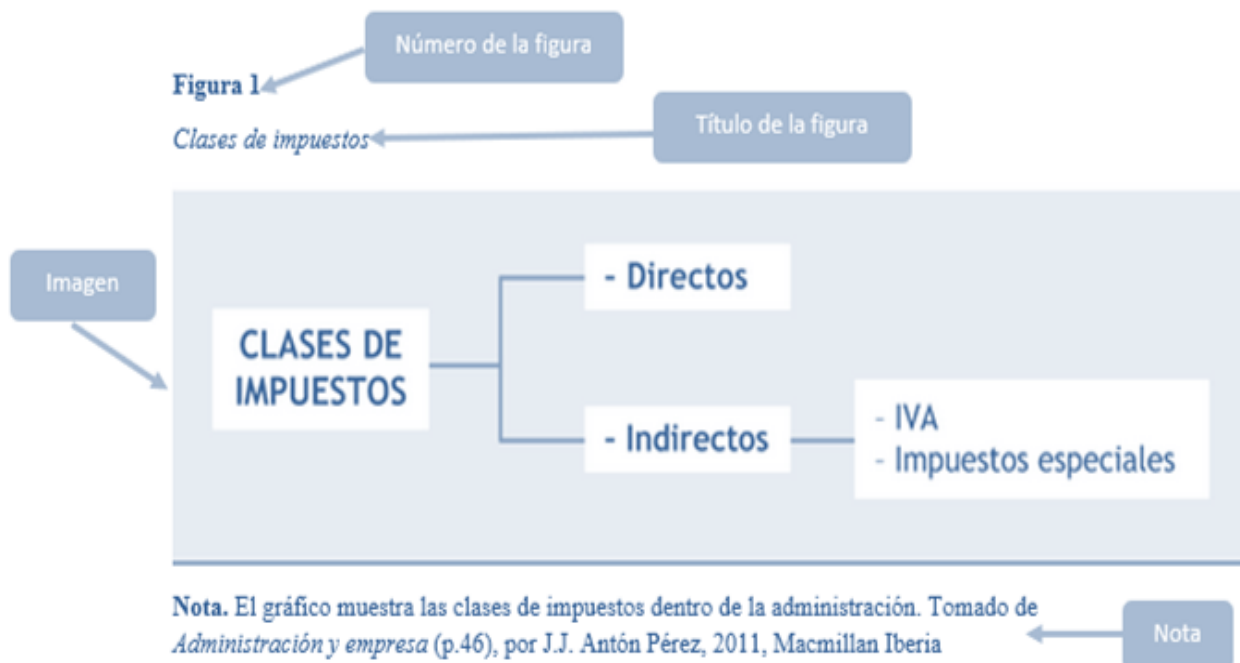 Número de la figura
Figura 1
Título de la figura
Clases de impuestos
Imagen
CLASES DE
IMPUESTOS
- Directos
- Indirectos
- IVA
- Impuestos especiales
Nota. El gráfico muestra las clases de impuestos dentro de la administración. Tomado de
Administración y empresa (p.46), por J.J. Antón Pérez, 2011, Macmillan Iberia
Nota